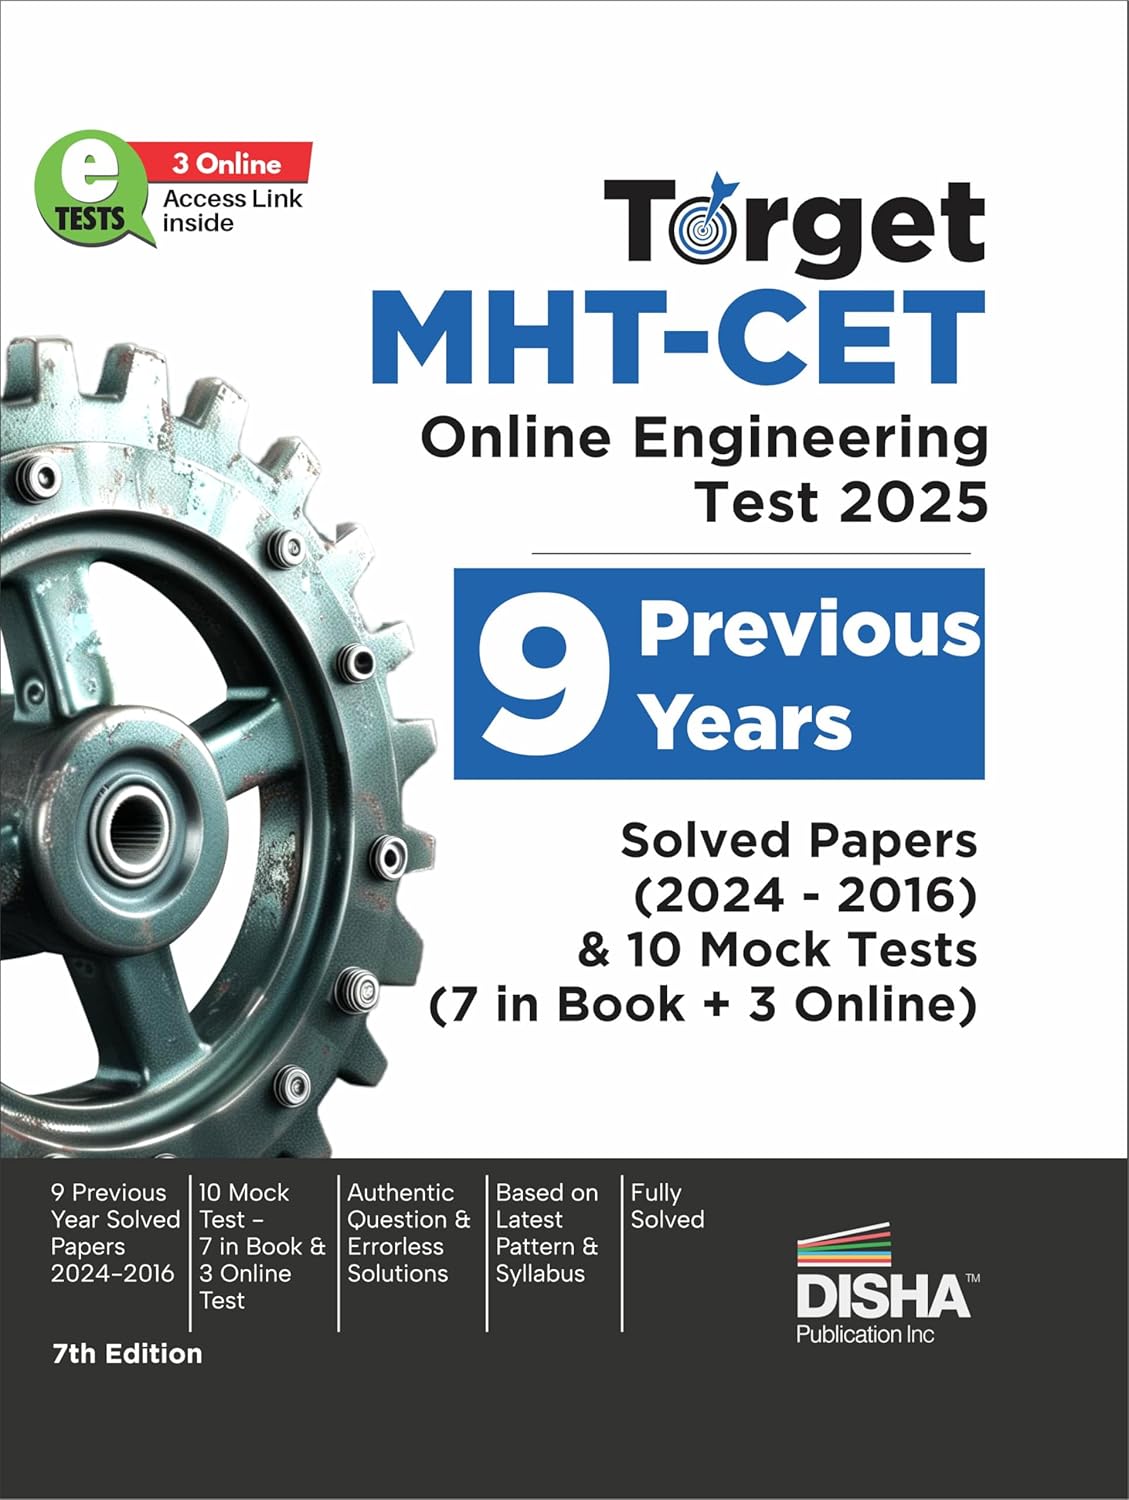 e
TESTS
3 Online
Access Link
inside
Target
MHT-CET
Online Engineering
Test 2025
9 Previous
Years
Solved Papers
(2024 - 2016)
& 10 Mock Tests
(7 in Book + 3 Online)
9 Previous
Year Solved
Papers
2024-2016
10 Mock
Test –
7 in Book &
3 Online
Test
Authentic
Question &
Errorless
Solutions
Based on
Latest
Pattern &
Syllabus
Fully
Solved
7th Edition
DISHA™
Publication Inc